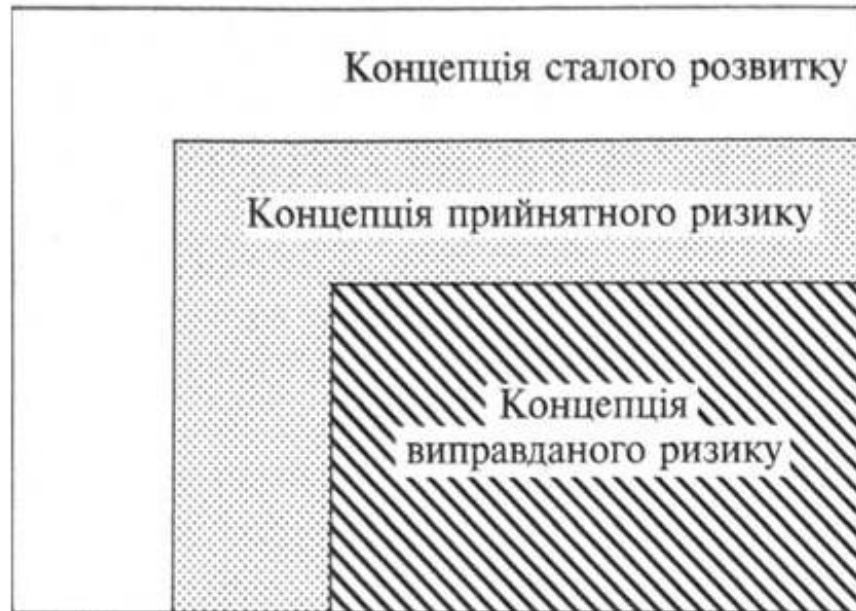 Концепція сталого розвитку
Концепція прийнятного ризику
Концепція
виправданого ризику